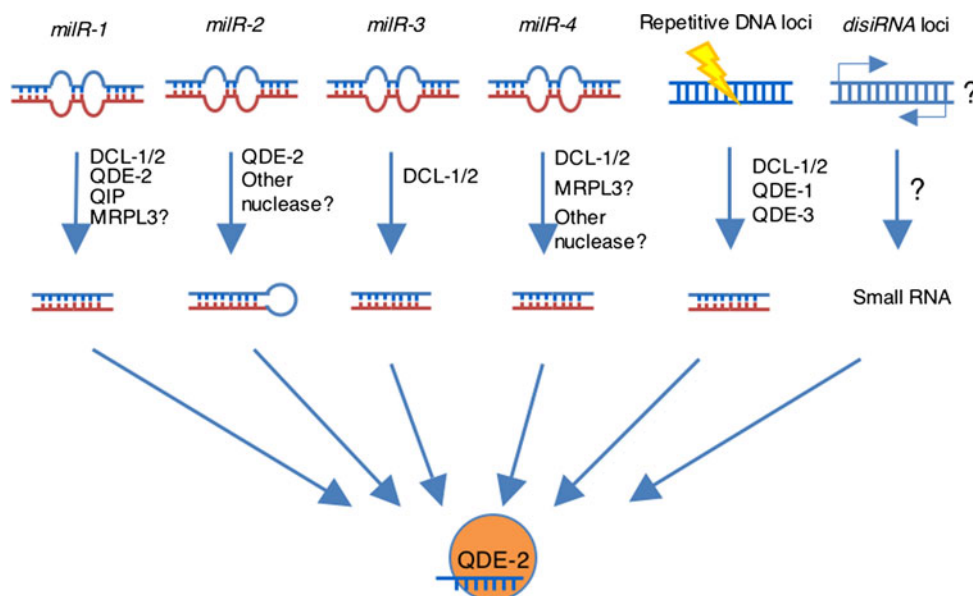 milR-1
milR-2
milR-3
milR-4
Repetitive DNA loci
disiRNA loci
?
DCL-1/2
QDE-2
QIP
MRPL3?
QDE-2
Other
nuclease?
DCL-1/2
DCL-1/2
MRPL3?
Other
nuclease?
DCL-1/2
QDE-1
QDE-3
?
Small RNA
QDE-2